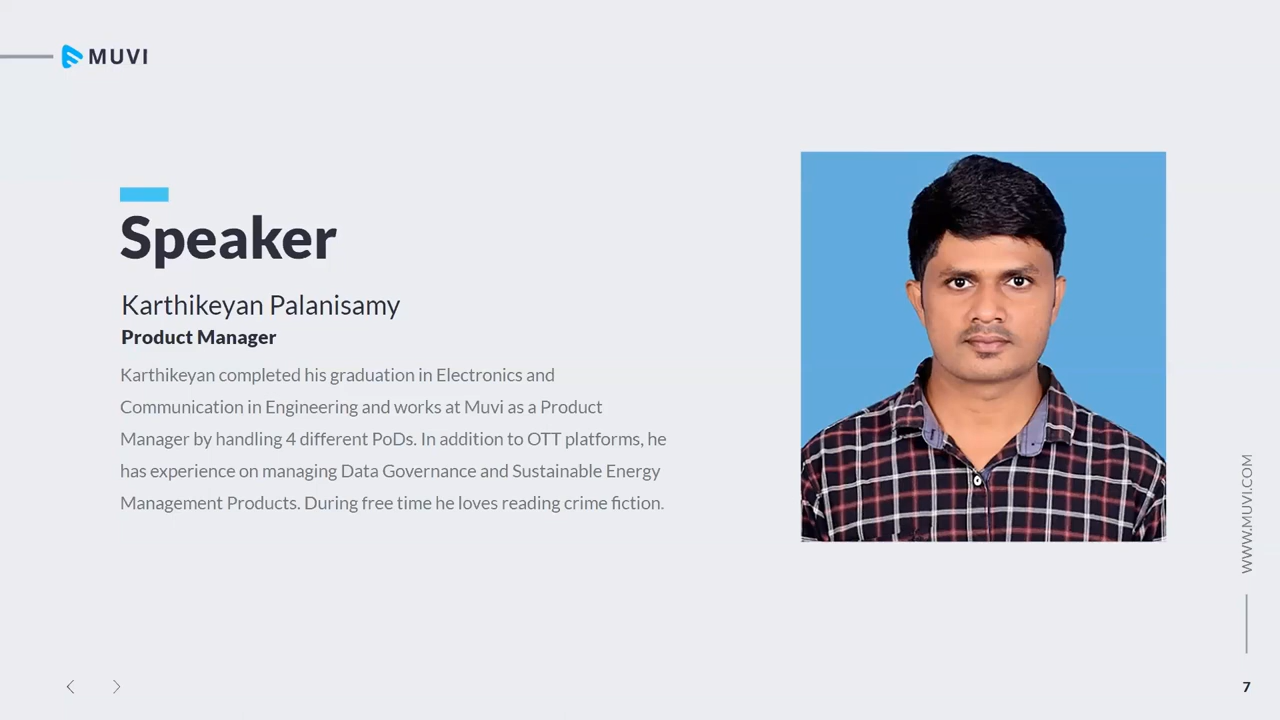 MUVI
Speaker
Karthikeyan Palanisamy
Product Manager
Karthikeyan completed his graduation in Electronics and
Communication in Engineering and works at Muvi as a Product
Manager by handling 4 different PoDs. In addition to OTT platforms, he
has experience on managing Data Governance and Sustainable Energy
Management Products. During free time he loves reading crime fiction.
WWW.MUVI.COM
7